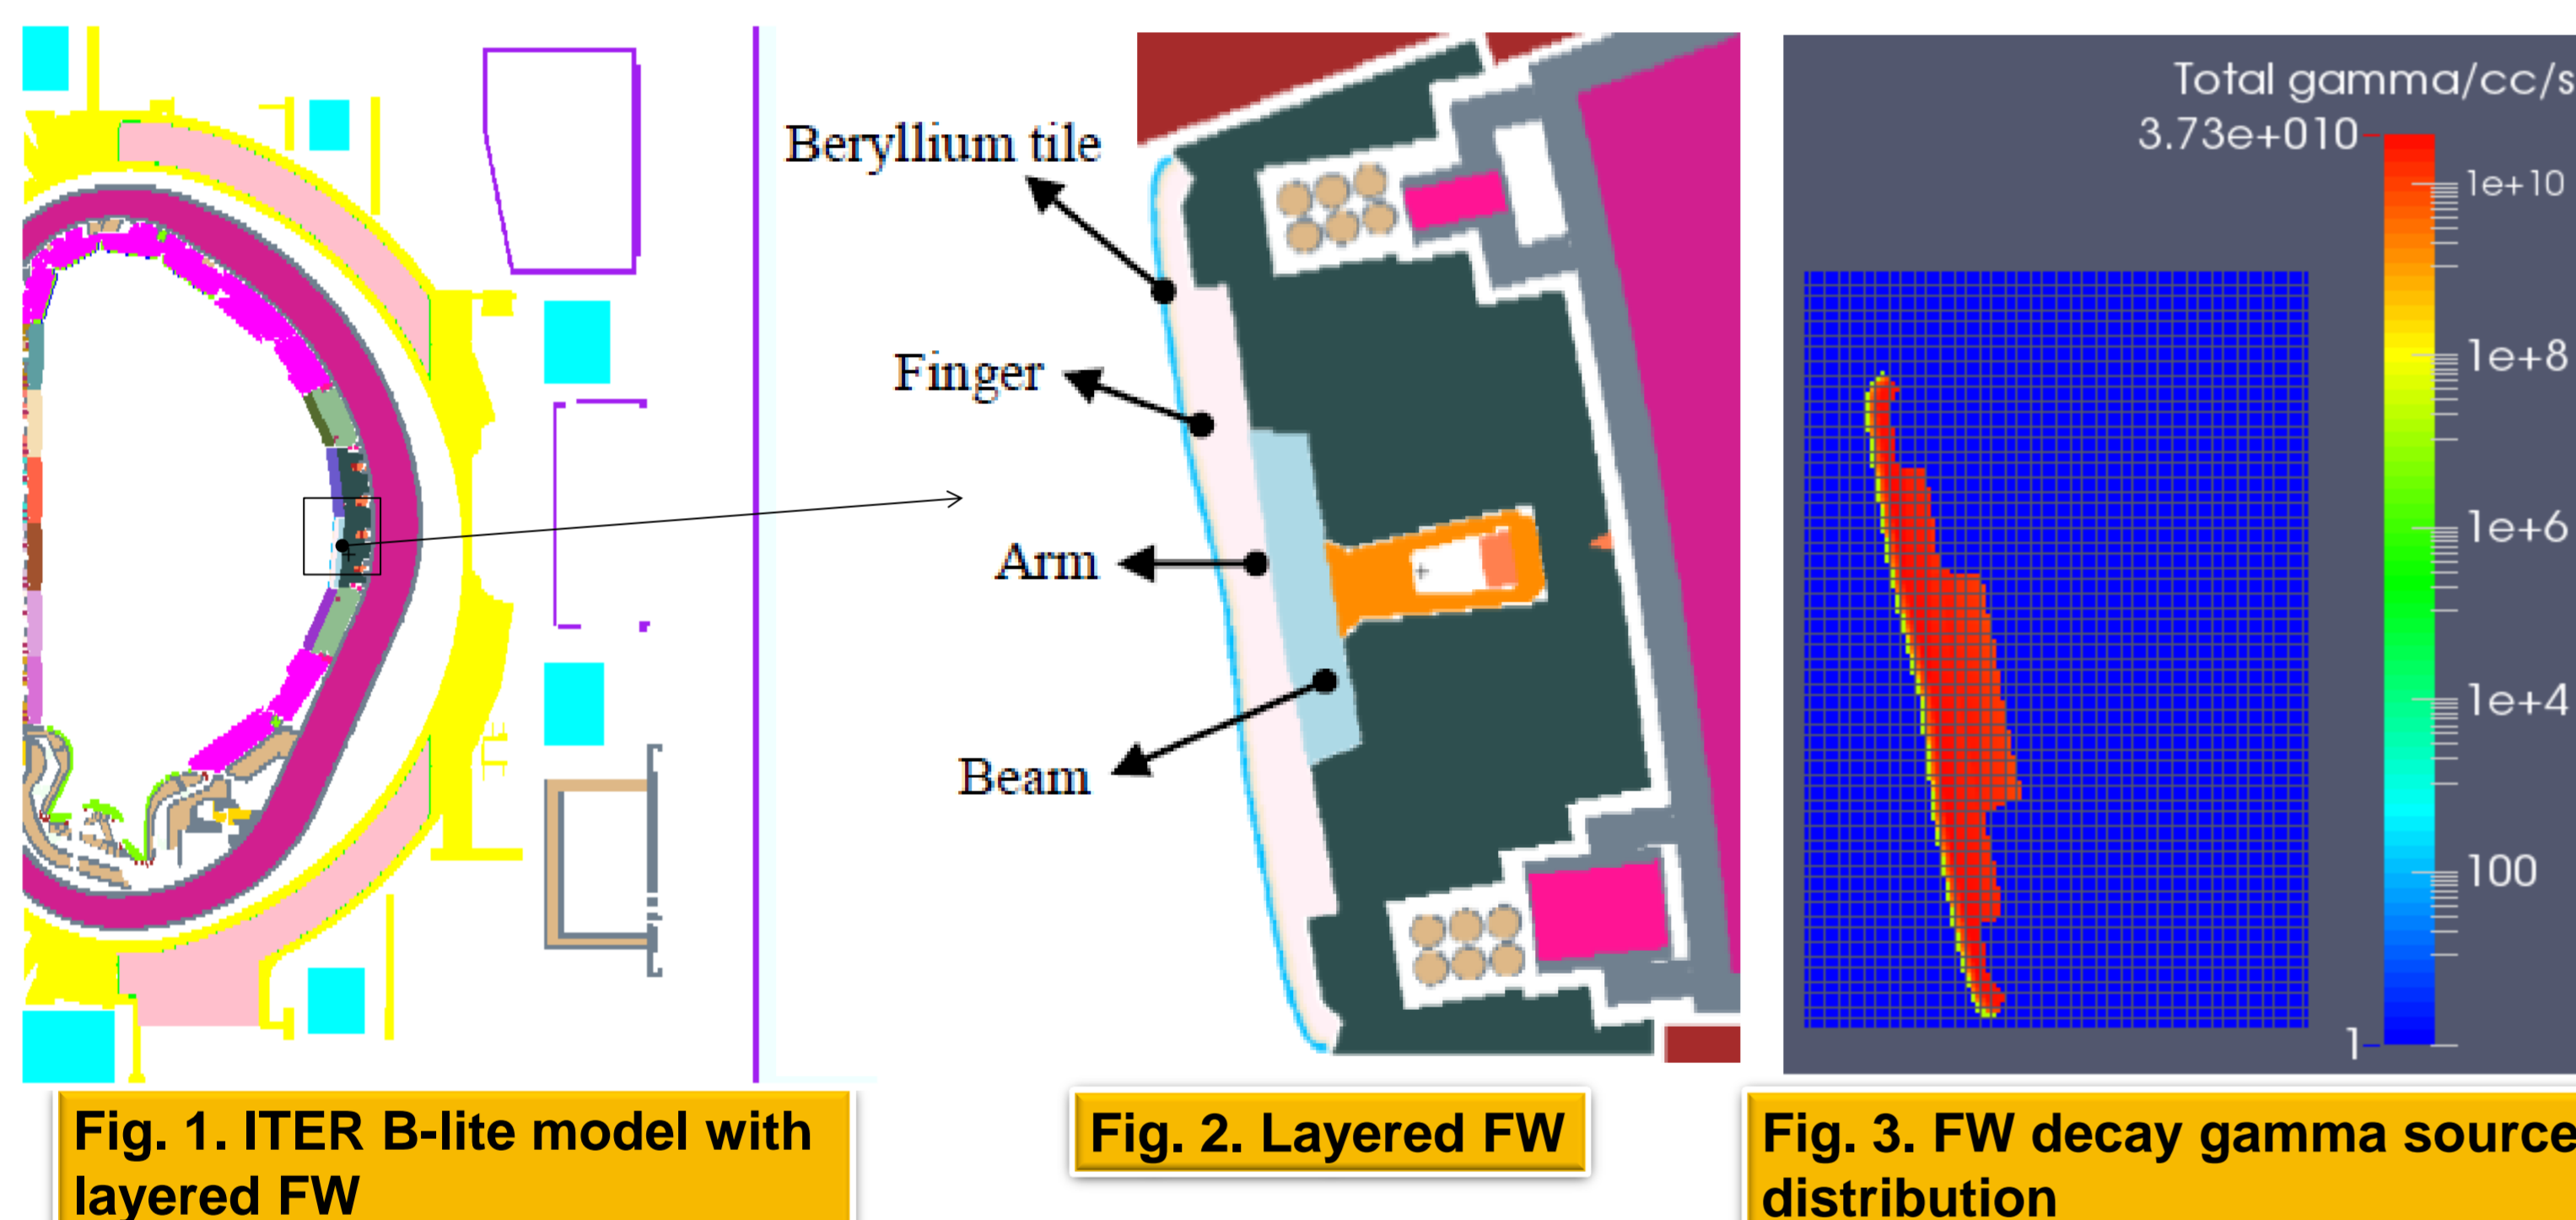 Beryllium tile
Finger
Arm
Beam
Total gamma/cc/s
3.73e+010
1e+10
1e+8
1e+6
1e+4
100
1
Fig. 1. ITER B-lite model with
layered FW
Fig. 2. Layered FW
Fig. 3. FW decay gamma source
distribution